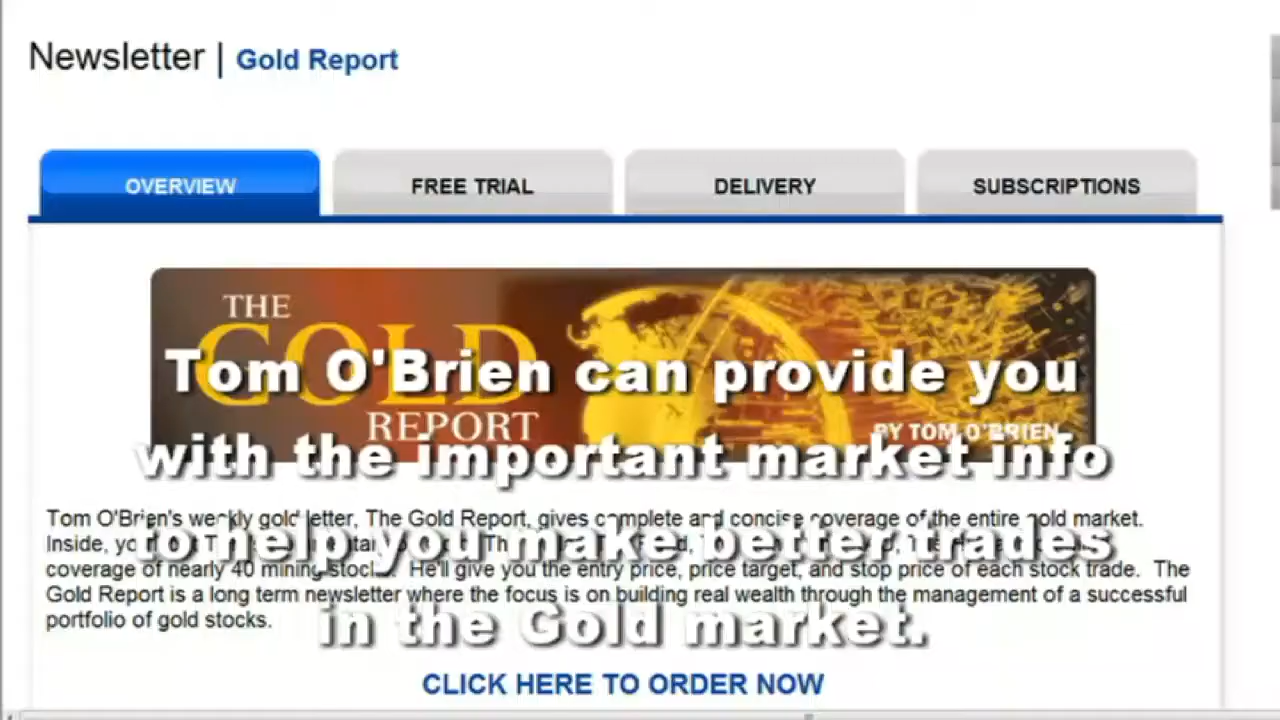 Newsletter | Gold Report
OVERVIEW
FREE TRIAL
DELIVERY
SUBSCRIPTIONS
THE
GOLD
REPORT
BY TOM O'BRIEN
Tom O'Brien can provide you
with the important market info
to help you make better trades
in the Gold market.
Tom O'Brien's weekly gold letter, The Gold Report, gives complete and concise coverage of the entire gold market.
Inside,
coverage of nearly 40 mining stocks. He'll give you the entry price, price target, and stop price of each stock trade. The
Gold Report is a long term newsletter where the focus is on building real wealth through the management of a successful
portfolio of gold stocks.
CLICK HERE TO ORDER NOW